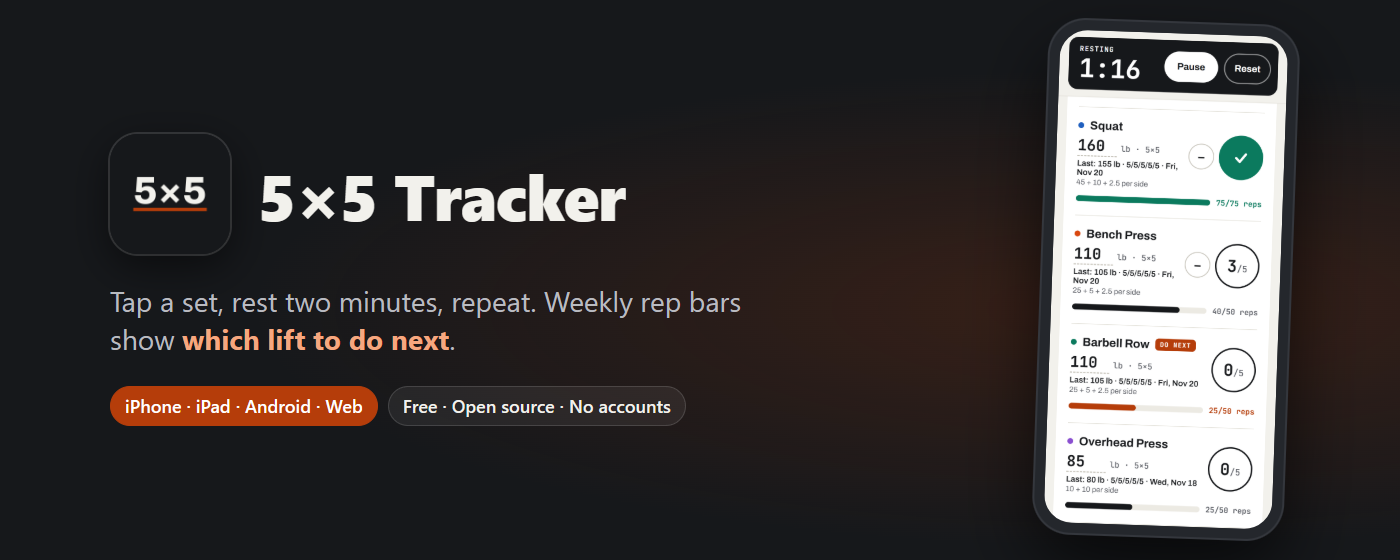 5×5
5×5 Tracker
Tap a set, rest two minutes, repeat. Weekly rep bars
show which lift to do next.
iPhone · iPad · Android · Web
Free · Open source · No accounts
RESTING
1:16
Pause
Reset
Squat
160 lb · 5×5
Last: 155 lb · 5/5/5/5/5 · Fri,
Nov 20
45 + 10 + 2.5 per side
−
75/75 reps
Bench Press
110 lb · 5×5
Last: 105 lb · 5/5/5/5/5 · Fri,
Nov 20
25 + 5 + 2.5 per side
−
3/5
40/50 reps
Barbell Row DO NEXT
110 lb · 5×5
Last: 105 lb · 5/5/5/5/5 · Fri, Nov 20
25 + 5 + 2.5 per side
0/5
25/50 reps
Overhead Press
85 lb · 5×5
Last: 80 lb · 5/5/5/5/5 · Wed, Nov 18
10 + 10 per side
0/5
25/50 reps